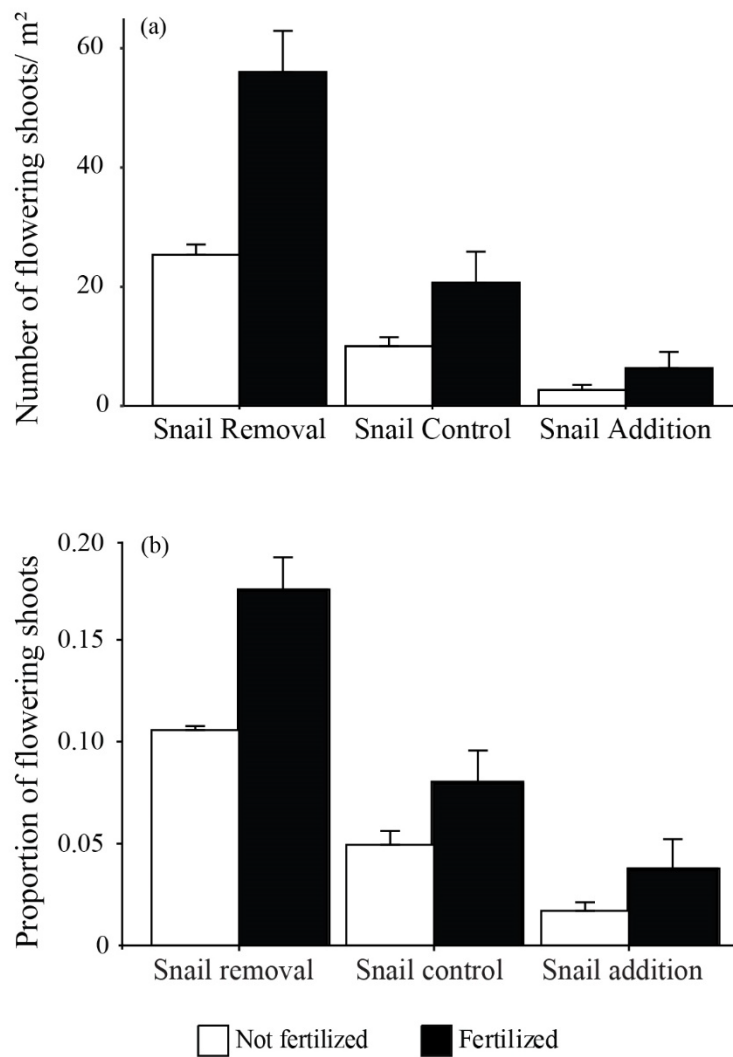 (a)
Number of flowering shoots/ m²
60
40
20
0
Snail Removal Snail Control Snail Addition
(b)
Proportion of flowering shoots
0.20
0.15
0.10
0.05
0
Snail removal Snail control Snail addition
Not fertilized Fertilized